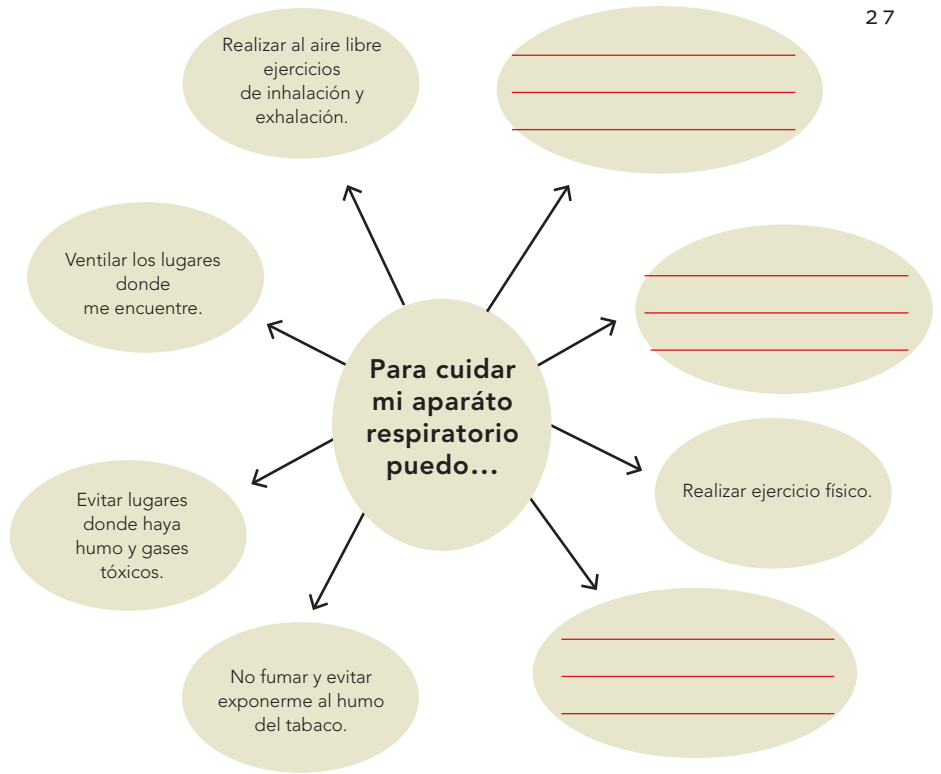 27
Realizar al aire libre
ejercicios
de inhalación y
exhalación.
Ventilar los lugares
donde
me encuentre.
Para cuidar
mi aparáto
respiratorio
puedo...
Realizar ejercicio físico.
Evitar lugares
donde haya
humo y gases
tóxicos.
No fumar y evitar
exponerme al humo
del tabaco.